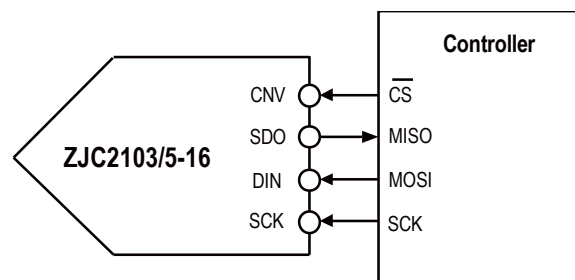 Controller
CNV CS
SDO MISO
ZJC2103/5-16
DIN MOSI
SCK SCK